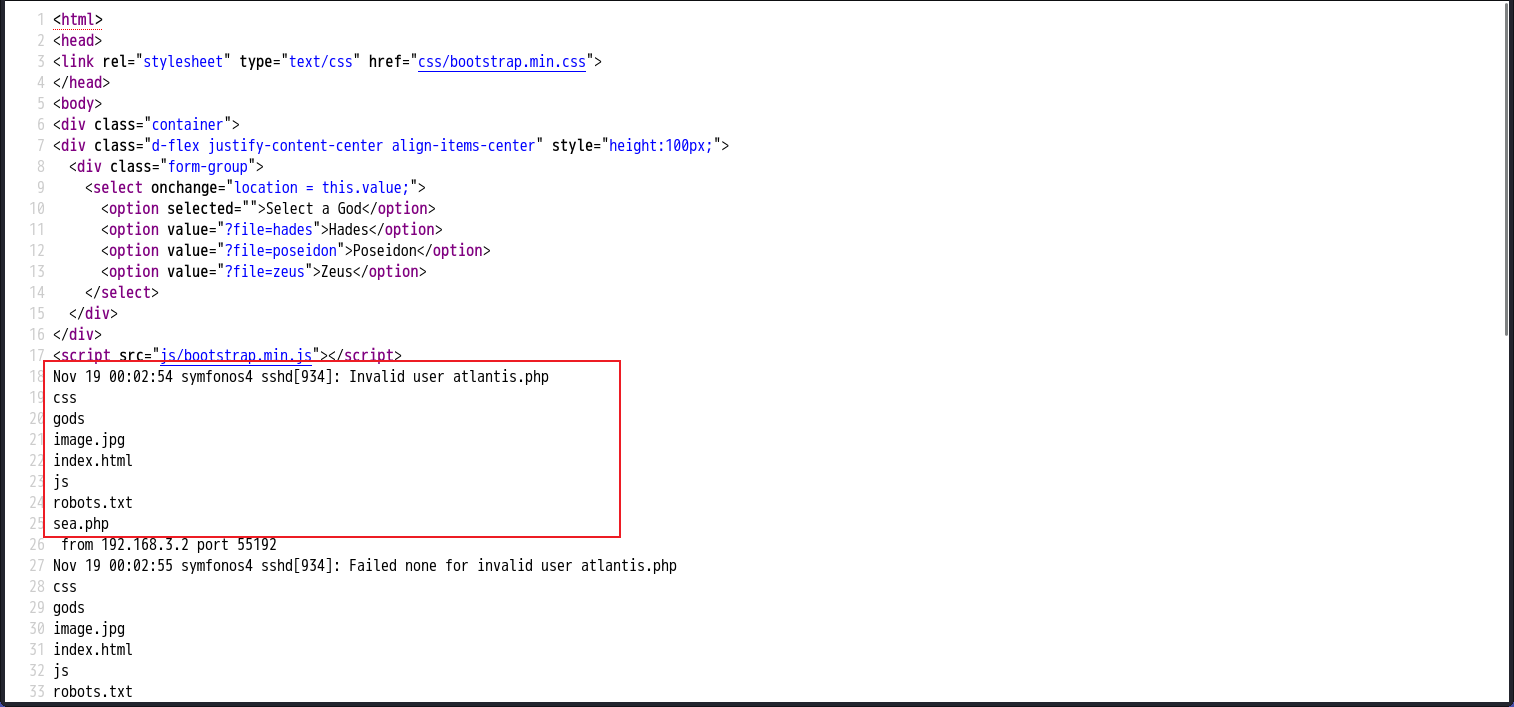 1 <html>
2 <head>
3 <link rel="stylesheet" type="text/css" href="css/bootstrap.min.css">
4 </head>
5 <body>
6 <div class="container">
7 <div class="d-flex justify-content-center align-items-center" style="height:100px;">
8   <div class="form-group">
9     <select onchange="location = this.value;">
10       <option selected="">Select a God</option>
11       <option value="?file=hades">Hades</option>
12       <option value="?file=poseidon">Poseidon</option>
13       <option value="?file=zeus">Zeus</option>
14     </select>
15   </div>
16 </div>
17 <script src="js/bootstrap.min.js"></script>
18 Nov 19 00:02:54 symfonos4 sshd[934]: Invalid user atlantis.php
19 css
20 gods
21 image.jpg
22 index.html
23 js
24 robots.txt
25 sea.php
26  from 192.168.3.2 port 55192
27 Nov 19 00:02:55 symfonos4 sshd[934]: Failed none for invalid user atlantis.php
28 css
29 gods
30 image.jpg
31 index.html
32 js
33 robots.txt